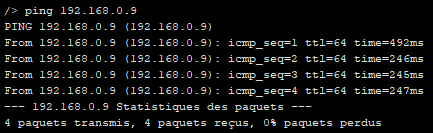 /> ping 192.168.0.9
PING 192.168.0.9 (192.168.0.9)
From 192.168.0.9 (192.168.0.9): icmp_seq=1 ttl=64 time=492ms
From 192.168.0.9 (192.168.0.9): icmp_seq=2 ttl=64 time=246ms
From 192.168.0.9 (192.168.0.9): icmp_seq=3 ttl=64 time=245ms
From 192.168.0.9 (192.168.0.9): icmp_seq=4 ttl=64 time=247ms
--- 192.168.0.9 Statistiques des paquets ---
4 paquets transmis, 4 paquets reçus, 0% paquets perdus